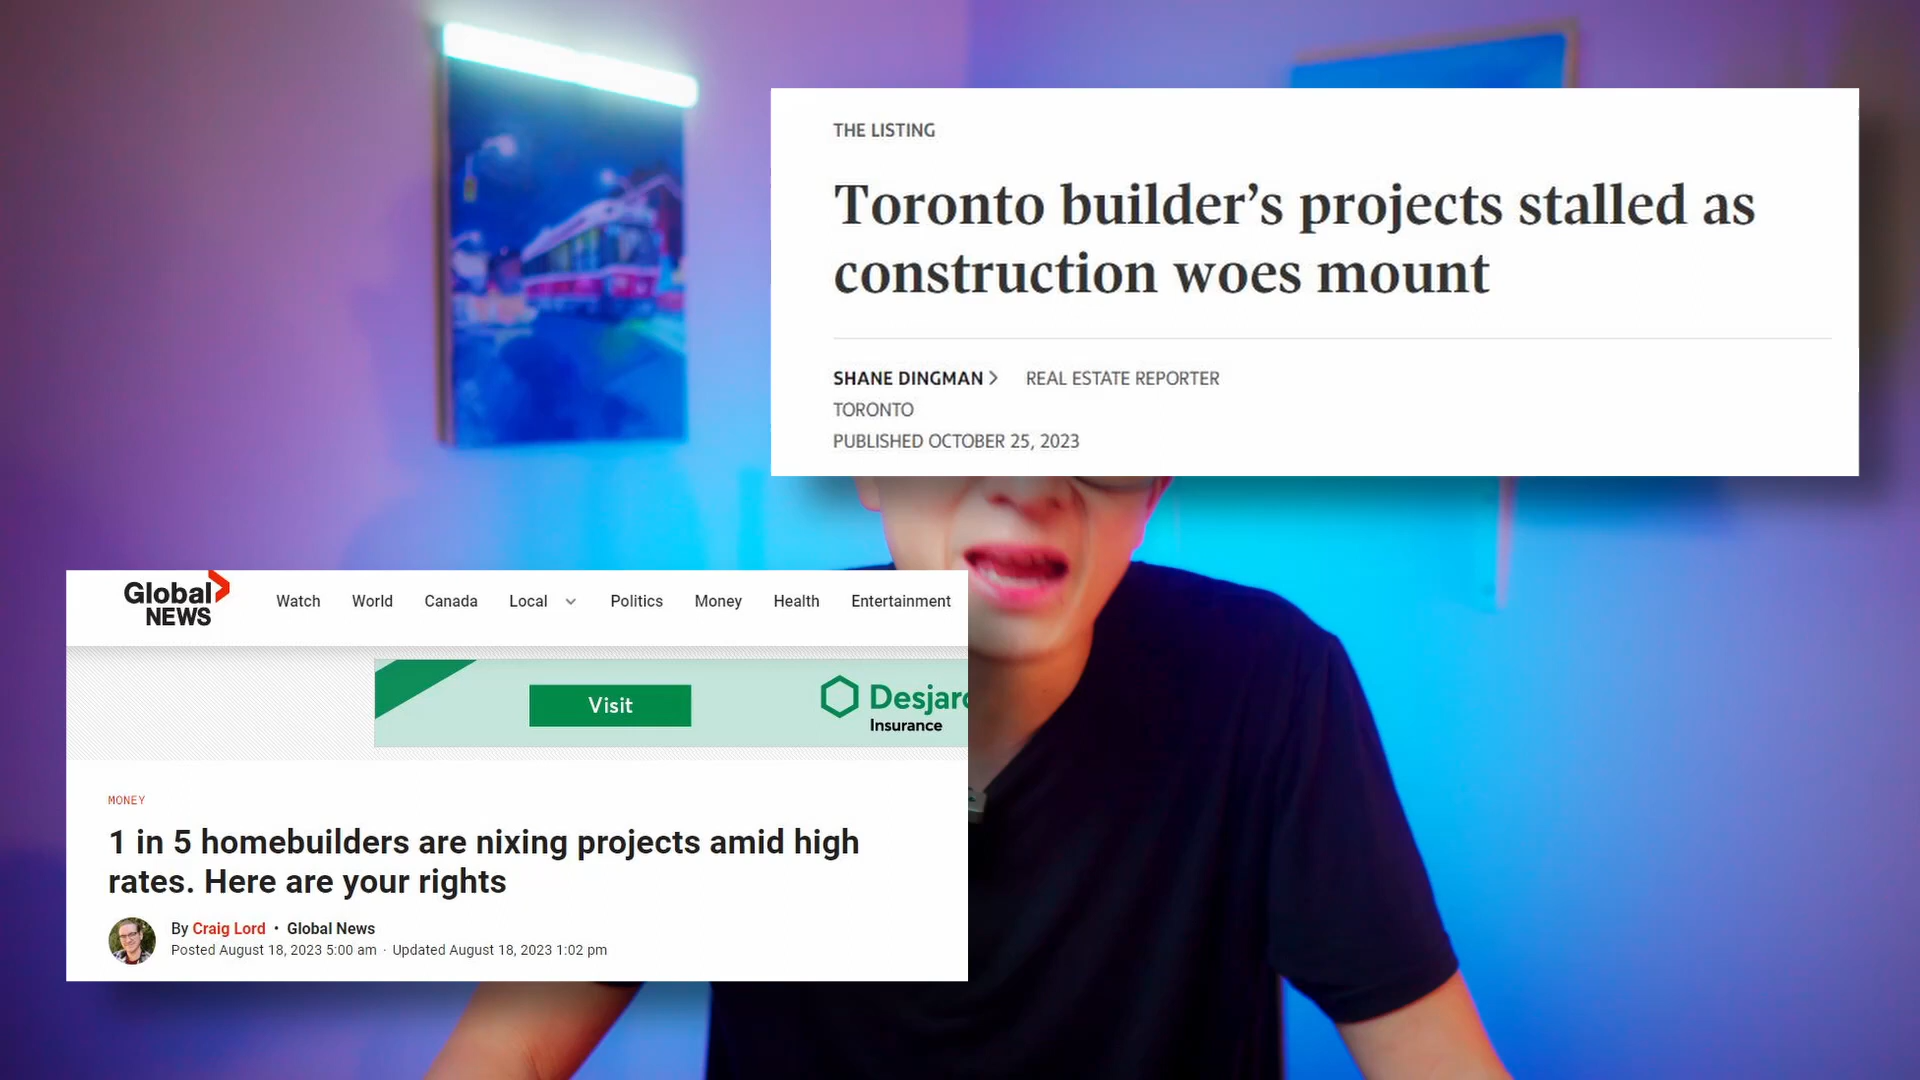 THE LISTING
Toronto builder's projects stalled as
construction woes mount
SHANE DINGMAN > REAL ESTATE REPORTER
TORONTO
PUBLISHED OCTOBER 25, 2023
Global NEWS
Watch World Canada Local Politics Money Health Entertainment
Visit
Insurance
MONEY
1 in 5 homebuilders are nixing projects amid high
rates. Here are your rights
By Craig Lord • Global News
Posted August 18, 2023 5:00 am · Updated August 18, 2023 1:02 pm